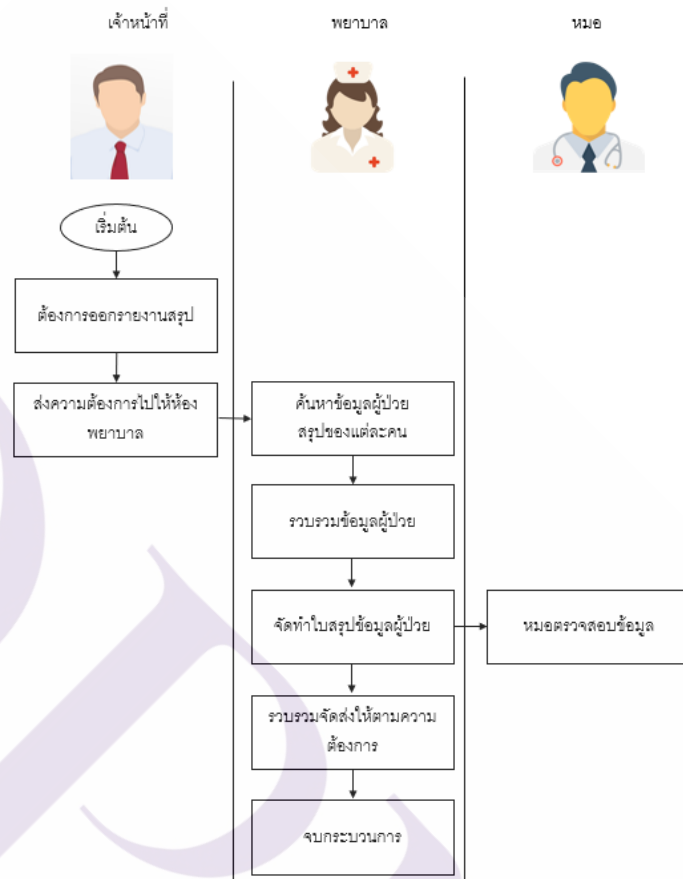 เจ้าหน้าที่
พยาบาล
หมอ
เริ่มต้น
ต้องการออกรายงานสรุป
ส่งความต้องการไปให้ห้อง
พยาบาล
ค้นหาข้อมูลผู้ป่วย
สรุปของแต่ละคน
รวบรวมข้อมูลผู้ป่วย
จัดทำใบสรุปข้อมูลผู้ป่วย
หมอตรวจสอบข้อมูล
รวบรวมจัดส่งให้ตามความ
ต้องการ
จบกระบวนการ